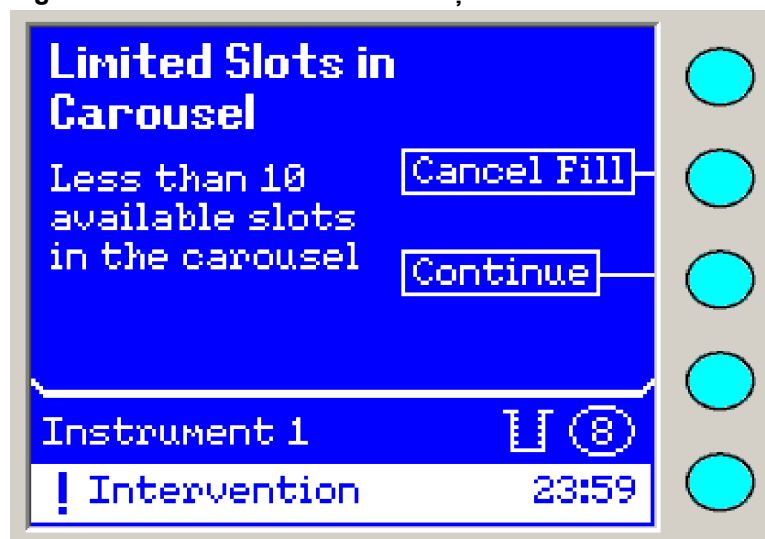 Limited Slots in
Carousel
Less than 10
available slots
in the carousel
Cancel Fill
Continue
Instrument 1
8
! Intervention
23:59